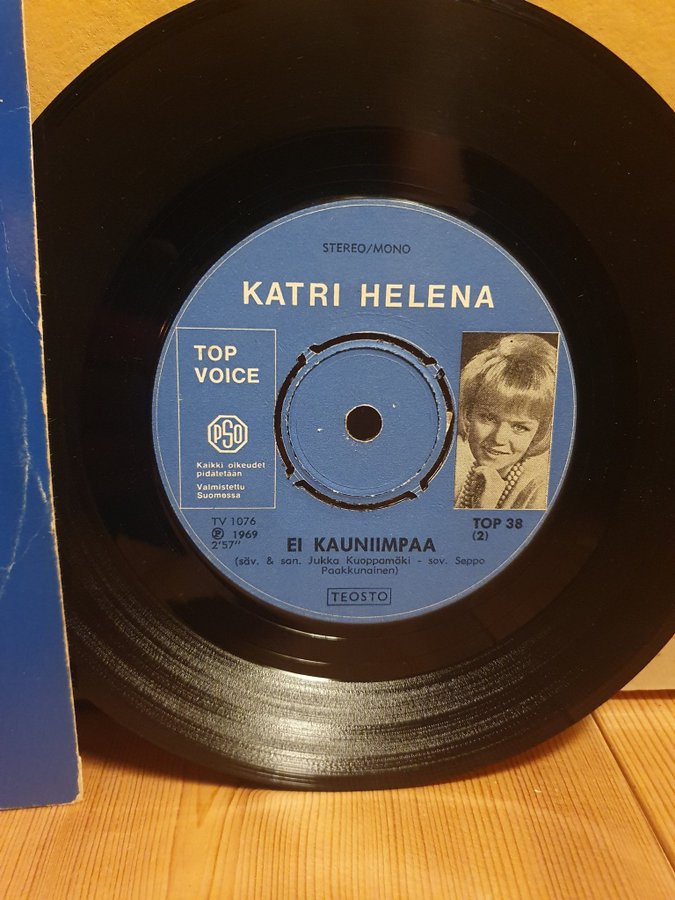 STEREO/MONO
KATRI HELENA
TOP
VOICE
PSO
Kaikki oikeudet
pidätetään
Valmistettu
Suomessa
TV 1076
Ⓟ 1969
2'57"
TOP 38
(2)
EI KAUNIIMPAA
(säv. & san. Jukka Kuoppamäki - sov. Seppo
Paakkunainen)
TEOSTO